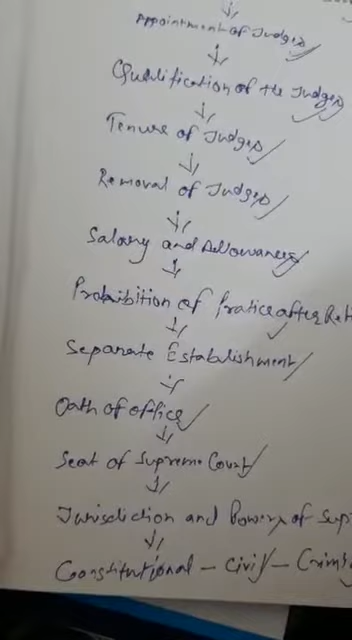 Appointment of Judges
Qualification of the Judges
Tenure of Judges
Removal of Judges
Salary and Allowances
Prohibition of Pratice after Ret
Separate Establishment
Oath of office
Seat of Supreme Court
Jurisdiction and Powers of Sup
Constitutional - Civil - Crim